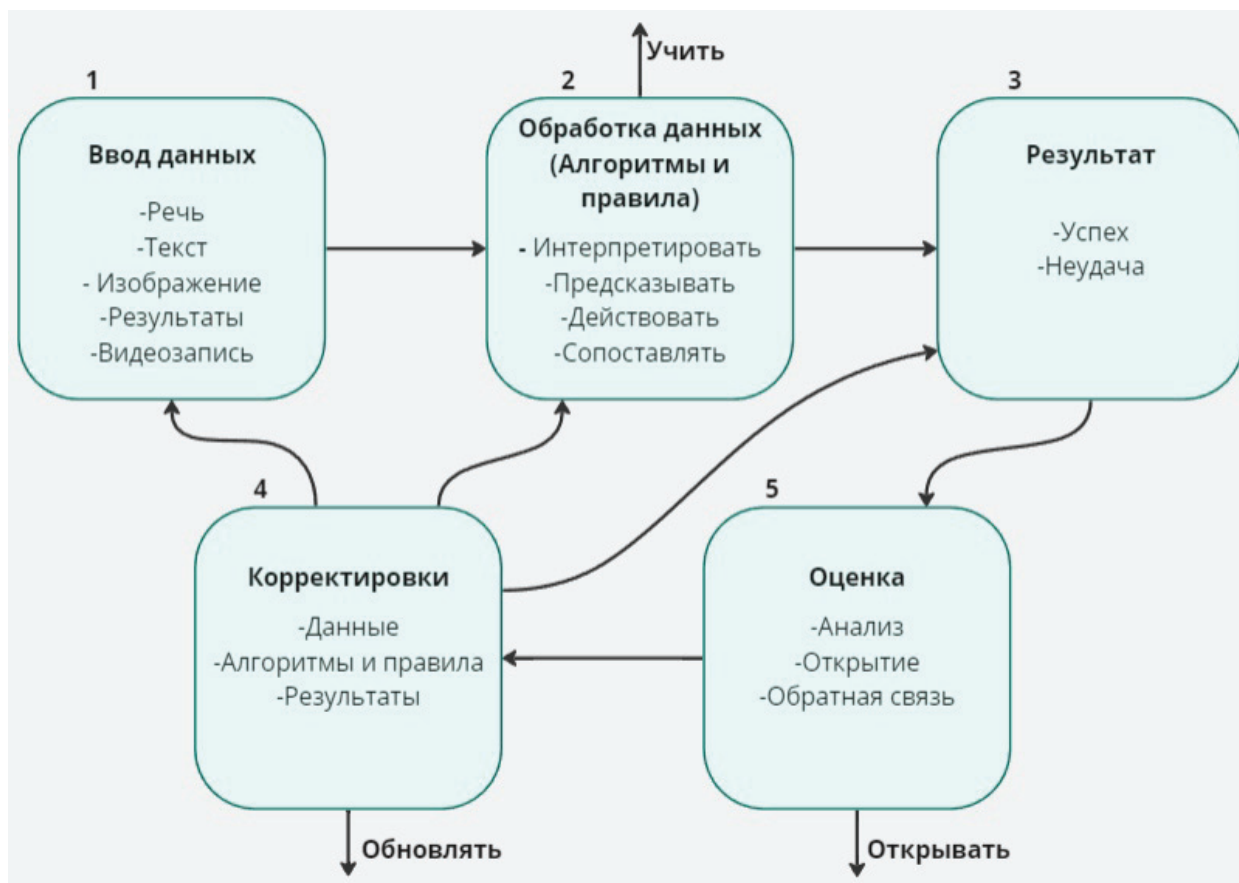 1
Ввод данных
-Речь
-Текст
- Изображение
-Результаты
-Видеозапись
Учить
2
Обработка данных
(Алгоритмы и
правила)
- Интерпретировать
-Предсказывать
-Действовать
-Сопоставлять
3
Результат
-Успех
-Неудача
4
Корректировки
-Данные
-Алгоритмы и правила
-Результаты
Обновлять
5
Оценка
-Анализ
-Открытие
-Обратная связь
Открывать